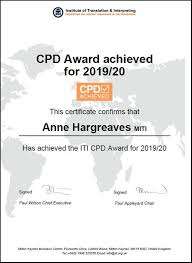 Institute of Translation & Interpreting
CPD Award achieved
for 2019/20
CPD
ACHIEVED
This certificate confirms that
Anne Hargreaves MITI
Has achieved the ITI CPD Award for 2019/20
Signed
Signed
Paul Wilson Chief Executive
Paul Appleyard Chair